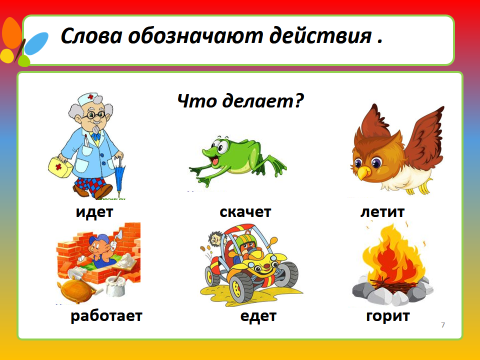 Слова обозначают действия .
Что делает?
идет скачет летит
работает едет горит
7